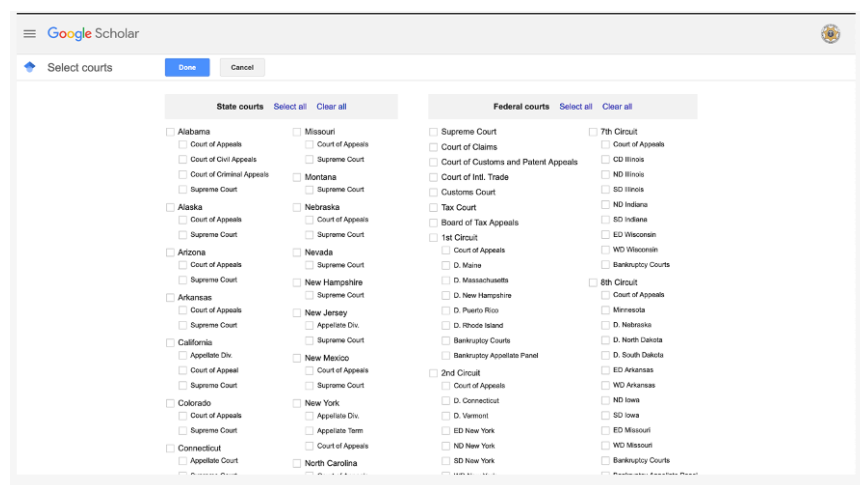 Google Scholar
Select courts
Done
Cancel
State courts Select all Clear all
Alabama
Court of Appeals
Court of Civil Appeals
Court of Criminal Appeals
Supreme Court
Alaska
Court of Appeals
Supreme Court
Arizona
Court of Appeals
Supreme Court
Arkansas
Court of Appeals
Supreme Court
California
Appellate Div.
Court of Appeal
Supreme Court
Colorado
Court of Appeals
Supreme Court
Connecticut
Appellate Court
Supreme Court
Missouri
Court of Appeals
Supreme Court
Montana
Supreme Court
Nebraska
Court of Appeals
Supreme Court
Nevada
Supreme Court
New Hampshire
Supreme Court
New Jersey
Appellate Div.
Supreme Court
New Mexico
Court of Appeals
Supreme Court
New York
Appellate Div.
Appellate Term
Court of Appeals
North Carolina
Federal courts Select all Clear all
Supreme Court
Court of Claims
Court of Customs and Patent Appeals
Court of Intl. Trade
Customs Court
Tax Court
Board of Tax Appeals
1st Circuit
Court of Appeals
D. Maine
D. Massachusetts
D. New Hampshire
D. Puerto Rico
D. Rhode Island
Bankruptcy Courts
Bankruptcy Appellate Panel
2nd Circuit
Court of Appeals
D. Connecticut
D. Vermont
ED New York
ND New York
SD New York
7th Circuit
Court of Appeals
CD Illinois
ND Illinois
SD Illinois
ND Indiana
SD Indiana
ED Wisconsin
WD Wisconsin
Bankruptcy Courts
8th Circuit
Court of Appeals
Minnesota
D. Nebraska
D. North Dakota
D. South Dakota
ED Arkansas
WD Arkansas
ND Iowa
SD Iowa
ED Missouri
WD Missouri
Bankruptcy Courts
Bankruptcy Appellate Panel